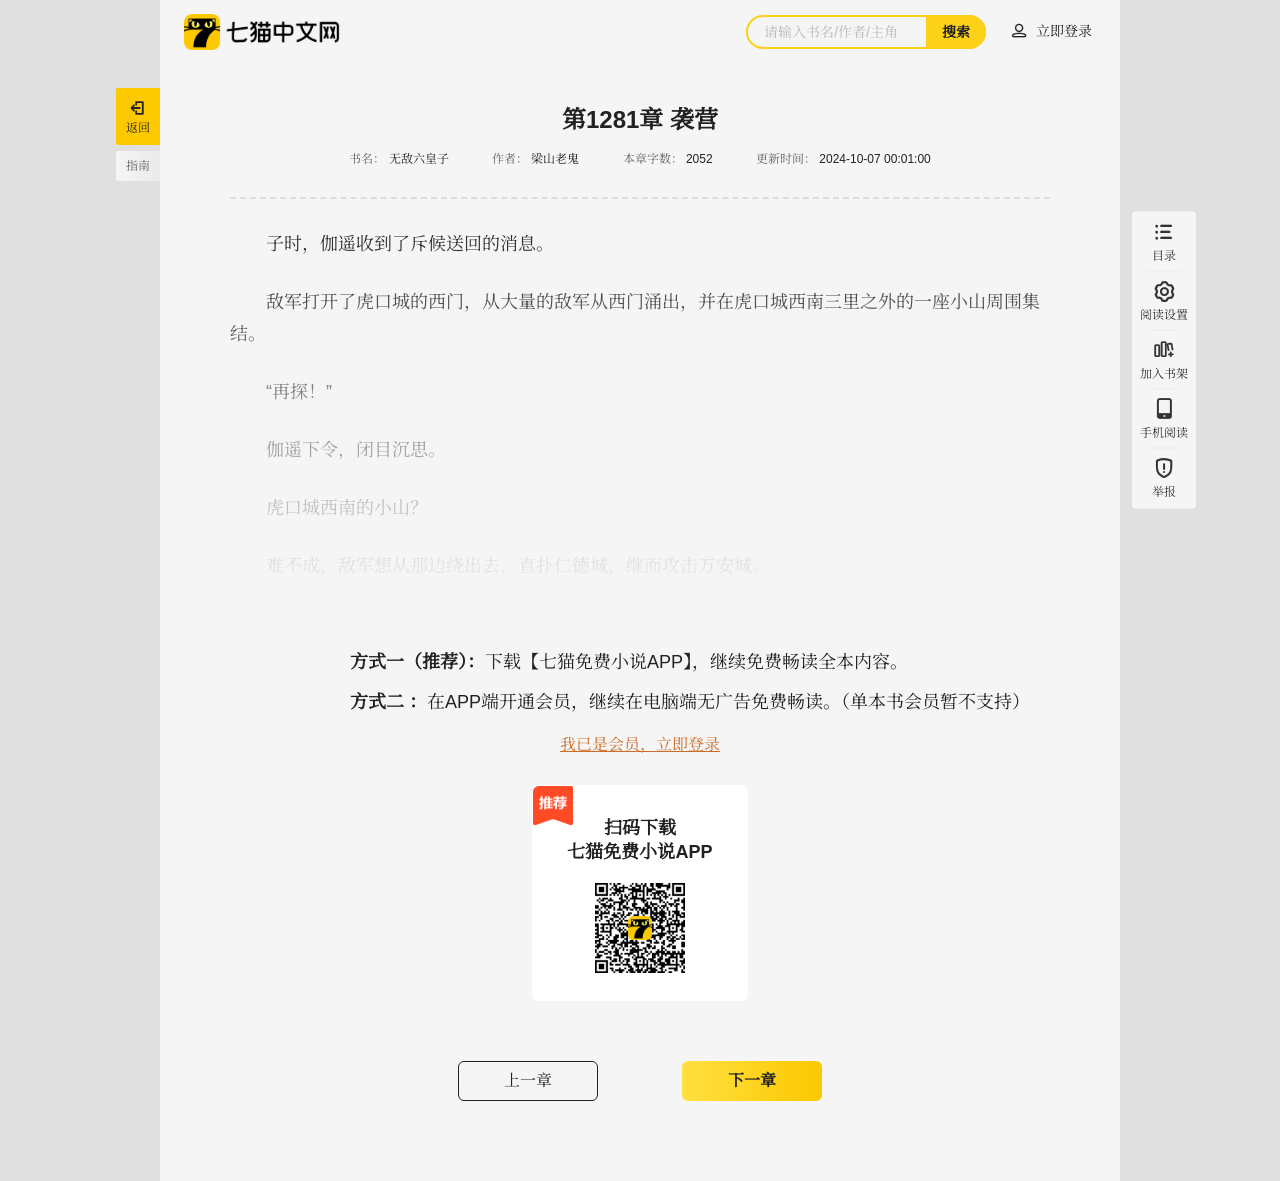 七猫中文网
请输入书名/作者/主角
搜索
立即登录
返回
指南
第1281章 袭营
书名： 无敌六皇子 作者： 梁山老鬼 本章字数： 2052 更新时间： 2024-10-07 00:01:00
子时，伽遥收到了斥候送回的消息。
敌军打开了虎口城的西门，从大量的敌军从西门涌出，并在虎口城西南三里之外的一座小山周围集
结。
“再探！”
伽遥下令，闭目沉思。
虎口城西南的小山？
难不成，敌军想从那边绕出去，直扑仁德城，继而攻击万安城。
目录
阅读设置
加入书架
手机阅读
举报
方式一（推荐）：下载【七猫免费小说APP】，继续免费畅读全本内容。
方式二 ：在APP端开通会员，继续在电脑端无广告免费畅读。（单本书会员暂不支持）
我已是会员，立即登录
推荐
扫码下载
七猫免费小说APP
上一章
下一章